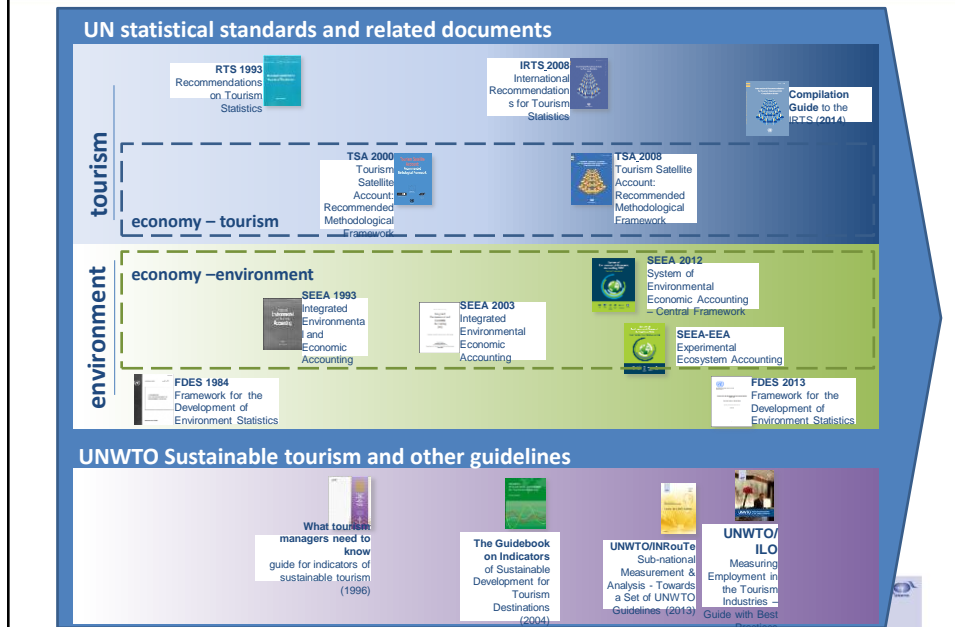 UN statistical standards and related documents
tourism
RTS 1993
Recommendations
on Tourism
Statistics
IRTS 2008
International
Recommendation
s for Tourism
Statistics
Compilation
Guide to the
IRTS (2014)
economy – tourism
TSA 2000
Tourism
Satellite
Account:
Recommended
Methodological
Framework
TSA 2008
Tourism Satellite
Account:
Recommended
Methodological
Framework
environment
economy –environment
SEEA 1993
Integrated
Environmenta
l and
Economic
Accounting
SEEA 2003
Integrated
Environmental
Economic
Accounting
SEEA 2012
System of
Environmental
Economic Accounting
– Central Framework
SEEA-EEA
Experimental
Ecosystem Accounting
FDES 1984
Framework for the
Development of
Environment Statistics
FDES 2013
Framework for the
Development of
Environment Statistics
UNWTO Sustainable tourism and other guidelines
What tourism
managers need to
know
guide for indicators of
sustainable tourism
(1996)
The Guidebook
on Indicators
of Sustainable
Development for
Tourism
Destinations
(2004)
UNWTO/INRouTe
Sub-national
Measurement &
Analysis - Towards
a Set of UNWTO
Guidelines (2013)
UNWTO/
ILO
Measuring
Employment in
the Tourism
Industries –
Guide with Best
Practices